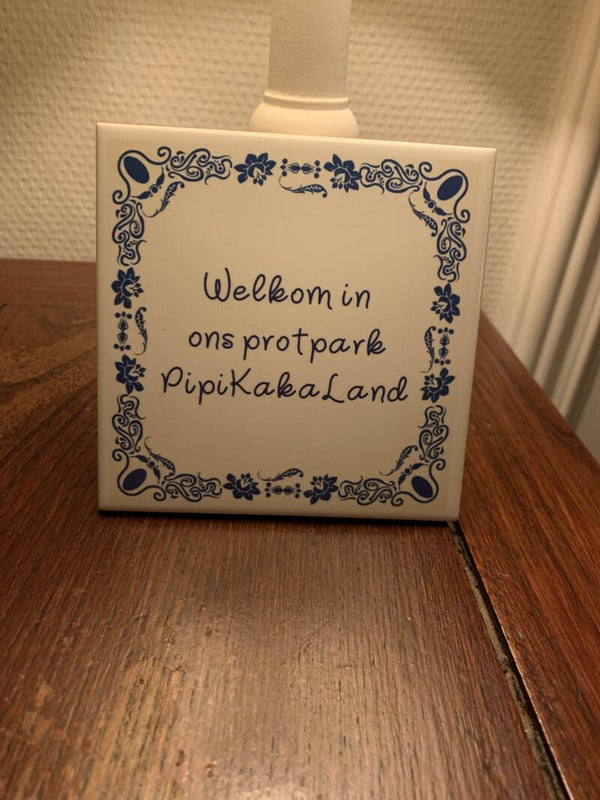 Welkom in
ons protpark
PipiKakaLand